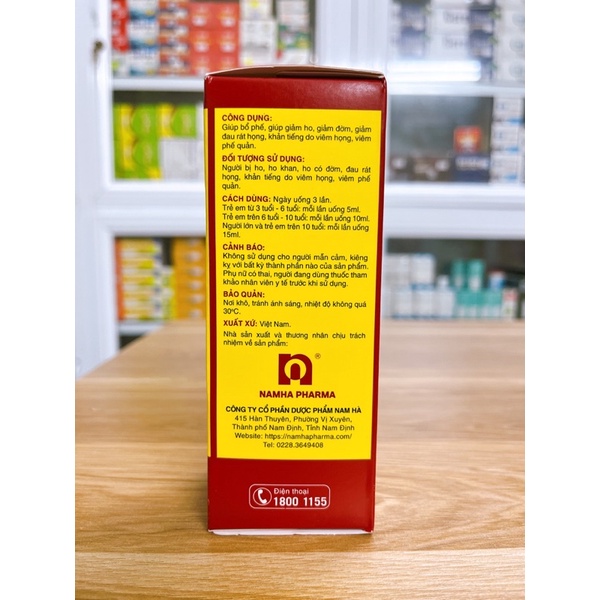 CÔNG DỤNG:
Giúp bổ phế, giúp giảm ho, giảm đờm, giảm
đau rát họng, khản tiếng do viêm họng, viêm
phế quản.
ĐỐI TƯỢNG SỬ DỤNG:
Người bị ho, ho khan, ho có đờm, đau rát
họng, khản tiếng do viêm họng, viêm phế
quản.
CÁCH DÙNG: Ngày uống 3 lần.
Trẻ em từ 3 tuổi - 6 tuổi: mỗi lần uống 5ml.
Trẻ em trên 6 tuổi - 10 tuổi: mỗi lần uống 10ml.
Người lớn và trẻ em trên 10 tuổi: mỗi lần uống
15ml.
CẢNH BÁO:
Không sử dụng cho người mẫn cảm, kiêng
kỵ với bất kỳ thành phần nào của sản phẩm.
Phụ nữ có thai, người đang dùng thuốc tham
khảo nhân viên y tế trước khi sử dụng.
BẢO QUẢN:
Nơi khô, tránh ánh sáng, nhiệt độ không quá
30ºC.
XUẤT XỨ: Việt Nam.
Nhà sản xuất và thương nhân chịu trách
nhiệm về sản phẩm:
n ®
NAMHA PHARMA
CÔNG TY CỔ PHẦN DƯỢC PHẨM NAM HÀ
415 Hàn Thuyên, Phường Vị Xuyên,
Thành phố Nam Định, Tỉnh Nam Định
Website: https://namhapharma.com/
Tel: 0228.3649408
Điện thoại
1800 1155